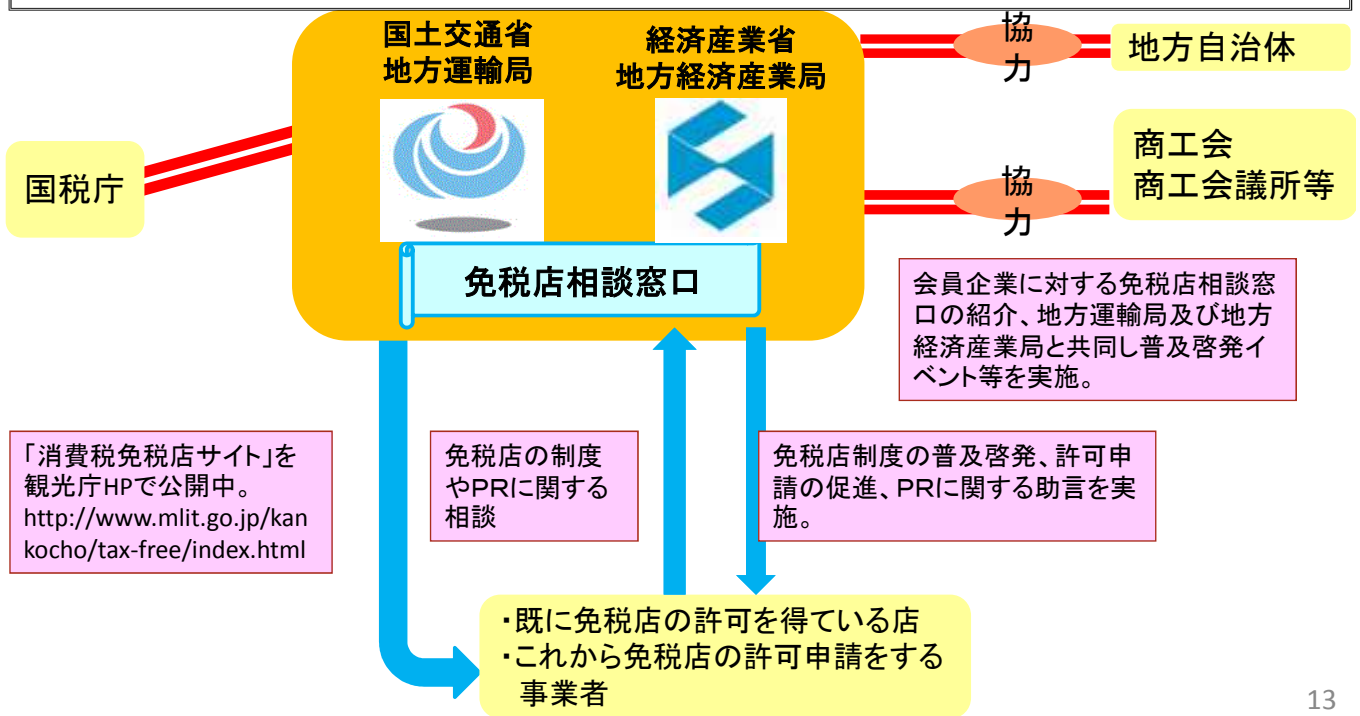 国土交通省
地方運輸局
経済産業省
地方経済産業局
協
力
地方自治体
国税庁
協
力
商工会
商工会議所等
免税店相談窓口
会員企業に対する免税店相談窓
口の紹介、地方運輸局及び地方
経済産業局と共同し普及啓発イ
ベント等を実施。
「消費税免税店サイト」を
観光庁HPで公開中。
http://www.mlit.go.jp/kan
kocho/tax-free/index.html
免税店の制度
やPRに関する
相談
免税店制度の普及啓発、許可申
請の促進、PRに関する助言を実
施。
・既に免税店の許可を得ている店
・これから免税店の許可申請をする
事業者
13